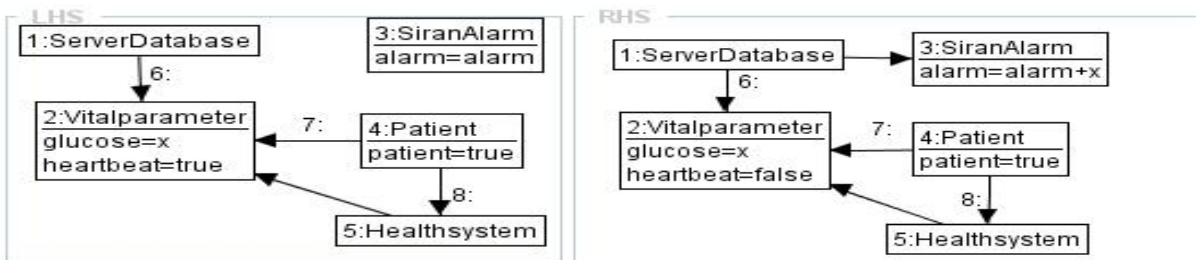 LHS
1:ServerDatabase
3:SiranAlarm
alarm=alarm
6:
2:Vitalparameter
glucose=x
heartbeat=true
7:
4:Patient
patient=true
8:
5:Healthsystem
RHS
1:ServerDatabase
3:SiranAlarm
alarm=alarm+x
6:
2:Vitalparameter
glucose=x
heartbeat=false
7:
4:Patient
patient=true
8:
5:Healthsystem